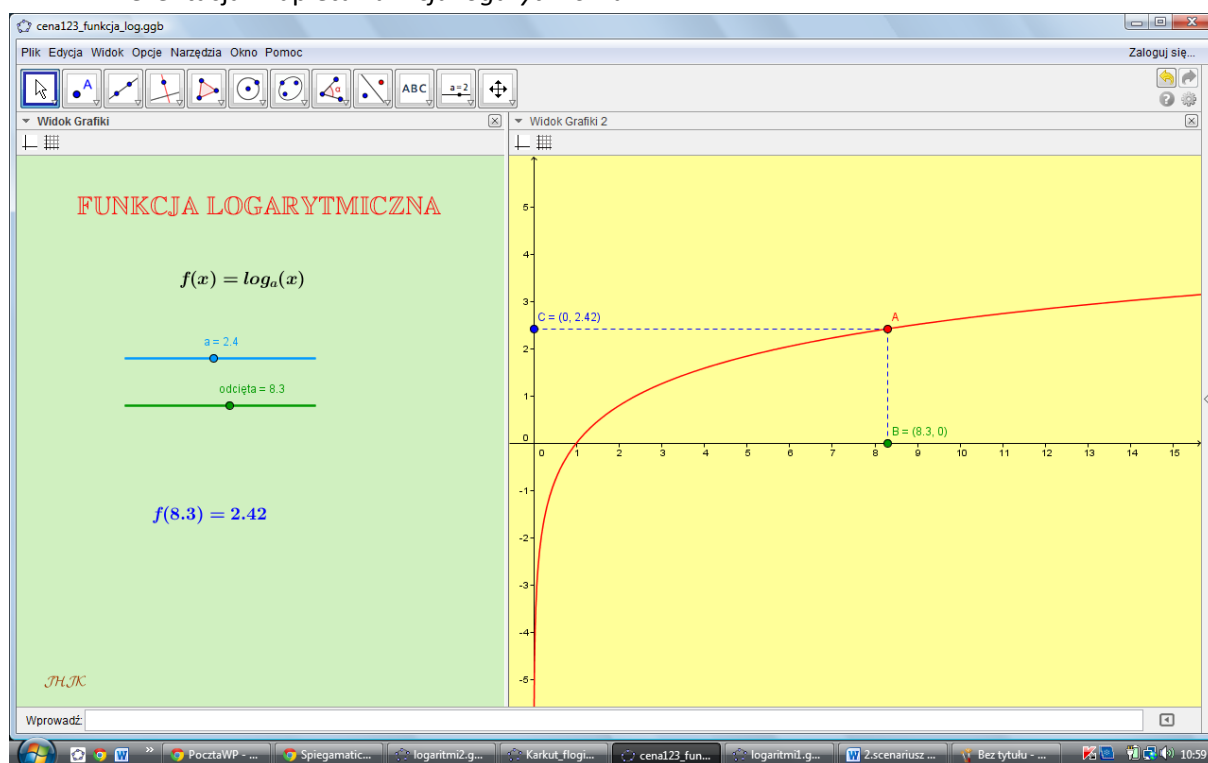 cena123_funkcja_log.ggb
Plik Edycja Widok Opcje Narzędzia Okno Pomoc
Zaloguj się...
A
α
ABC
a=2
Widok Grafiki
Widok Grafiki 2
FUNKCJA LOGARYTMICZNA
f(x) = logₐ(x)
a = 2.4
odcięta = 8.3
f(8.3) = 2.42
JHJK
5
4
3
2
1
0
-1
-2
-3
-4
-5
C = (0, 2.42)
A
B = (8.3, 0)
0 1 2 3 4 5 6 7 8 9 10 11 12 13 14 15
Wprowadź:
PocztaWP - ...
Spiegamatic...
logaritmi2.g...
Karkut_flogi...
cena123_fun...
logaritmi1.g...
2.scenariusz ...
Bez tytułu - ...
10:59